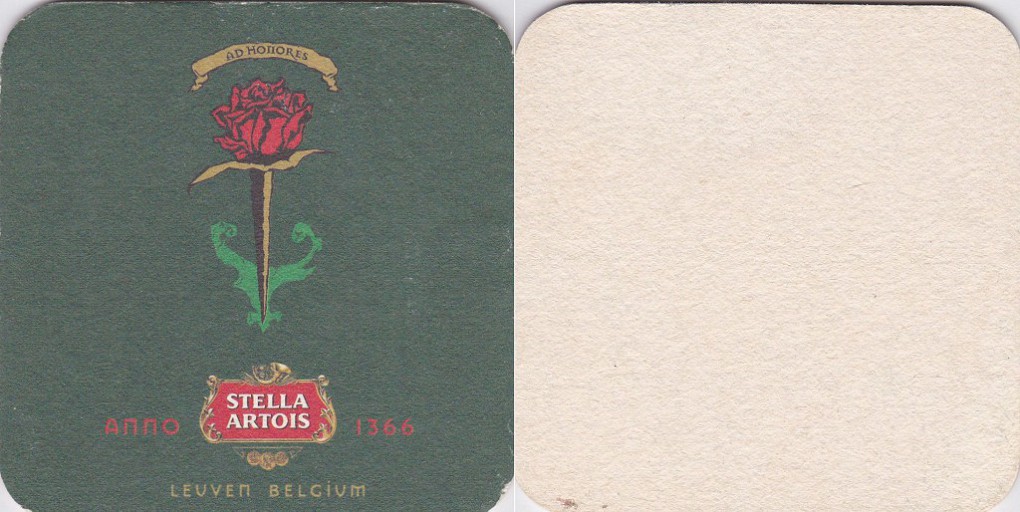 AD HONORES
STELLA
ARTOIS
ANNO 1366
LEUVEN BELGIUM